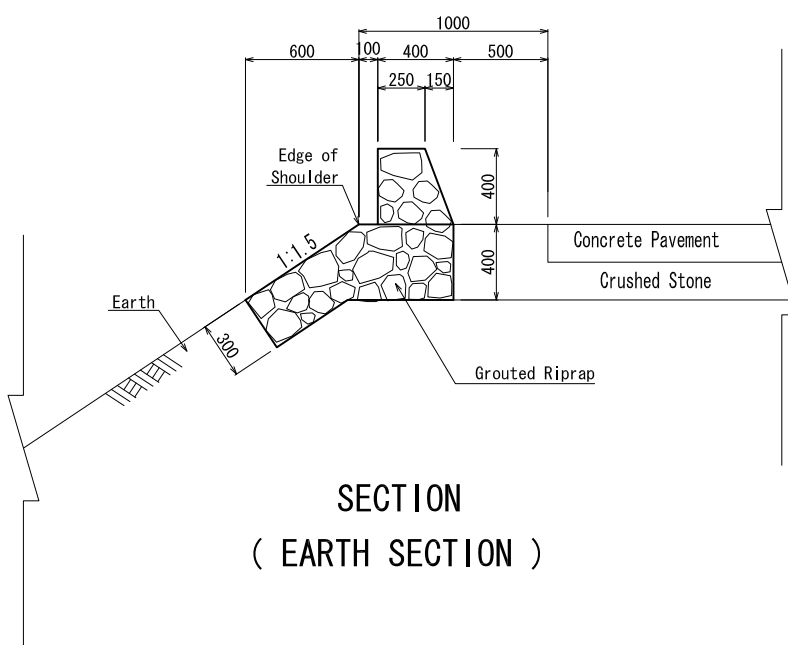 1000
600
100
400
500
250
150
Edge of
Shoulder
400
1:1.5
400
Concrete Pavement
Crushed Stone
Earth
300
Grouted Riprap
SECTION
( EARTH SECTION )